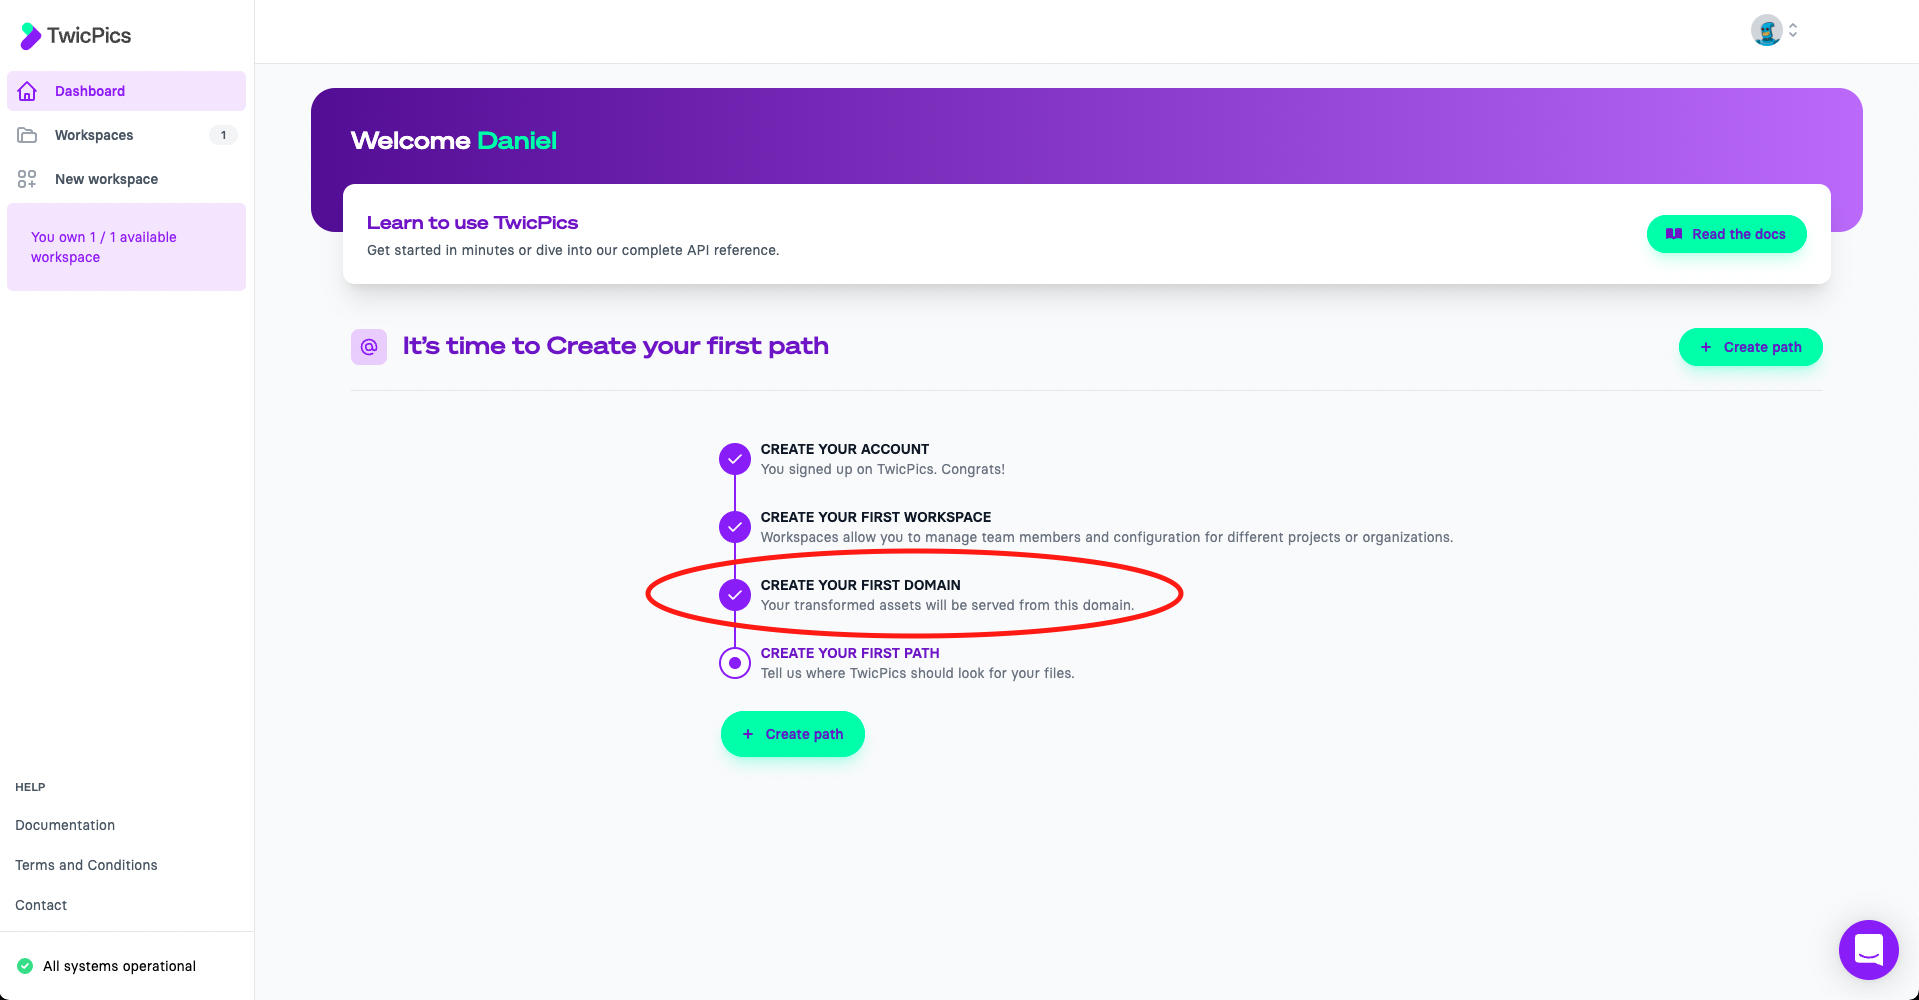 TwicPics
Dashboard
Workspaces 1
New workspace
You own 1 / 1 available
workspace
Welcome Daniel
Learn to use TwicPics
Get started in minutes or dive into our complete API reference.
Read the docs
It's time to Create your first path
+ Create path
CREATE YOUR ACCOUNT
You signed up on TwicPics. Congrats!
CREATE YOUR FIRST WORKSPACE
Workspaces allow you to manage team members and configuration for different projects or organizations.
CREATE YOUR FIRST DOMAIN
Your transformed assets will be served from this domain.
CREATE YOUR FIRST PATH
Tell us where TwicPics should look for your files.
+ Create path
HELP
Documentation
Terms and Conditions
Contact
All systems operational